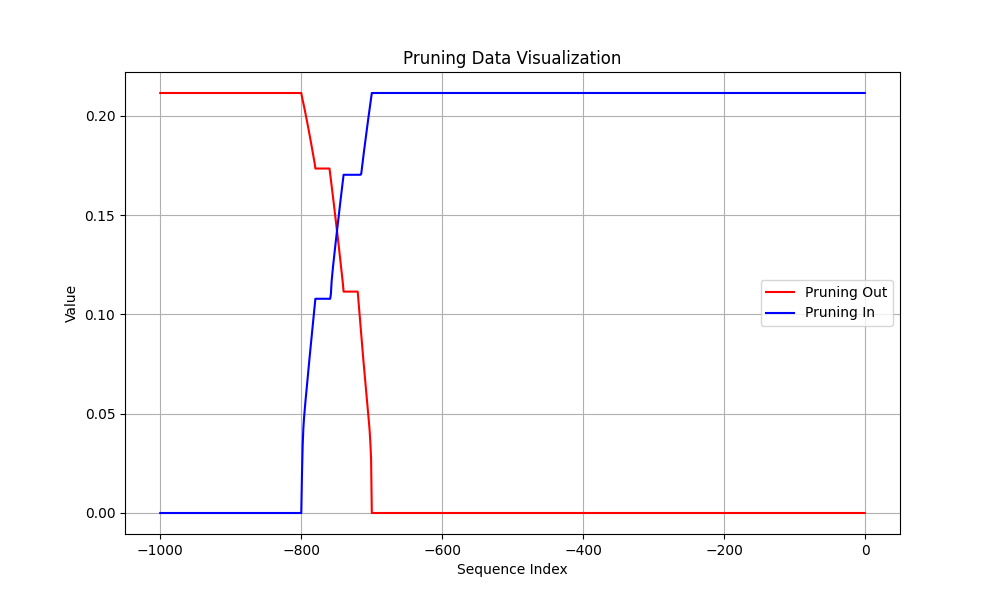 Pruning Data Visualization
Value
0.20
0.15
0.10
0.05
0.00
Pruning Out
Pruning In
−1000
−800
−600
−400
−200
0
Sequence Index